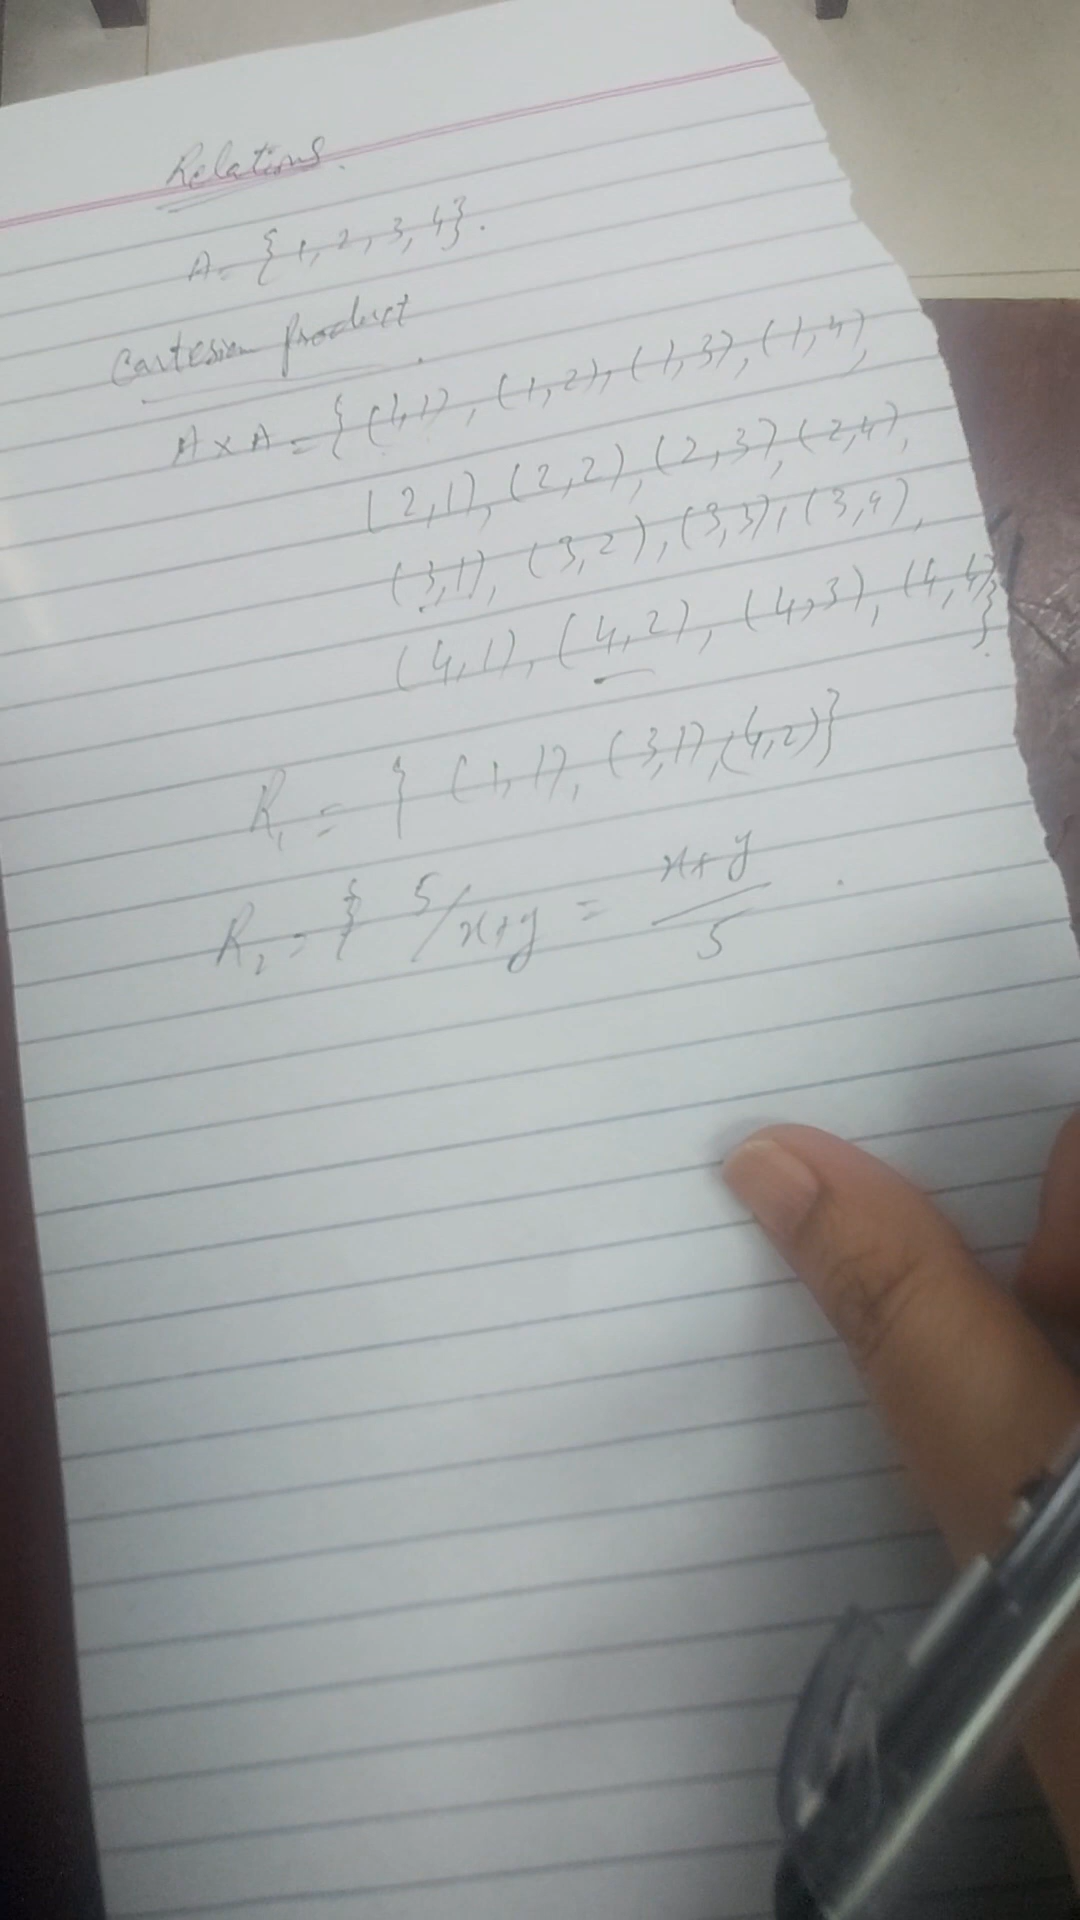 Relations.
A = {1, 2, 3, 4}.
Cartesian Product
A × A = {(1,1), (1,2), (1,3), (1,4),
(2,1), (2,2), (2,3), (2,4),
(3,1), (3,2), (3,3), (3,4),
(4,1), (4,2), (4,3), (4,4)}.
R₁ = { (1,1), (3,1), (4,2)}
R₂ = { 5/x+y = x+y/5